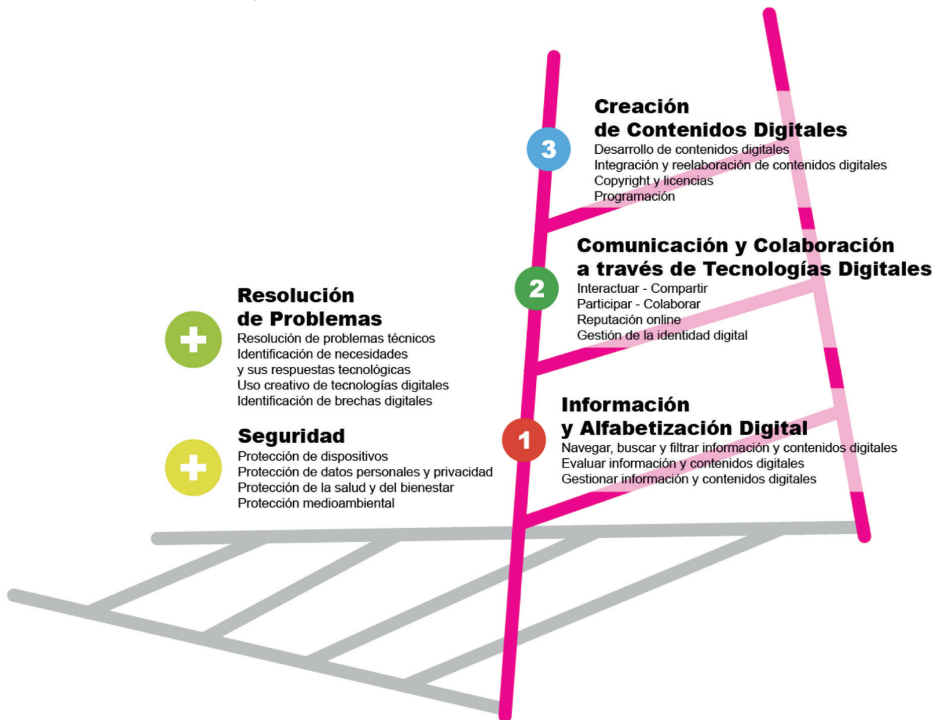 3
Creación
de Contenidos Digitales
Desarrollo de contenidos digitales
Integración y reelaboración de contenidos digitales
Copyright y licencias
Programación
2
Comunicación y Colaboración
a través de Tecnologías Digitales
Interactuar - Compartir
Participar - Colaborar
Reputación online
Gestión de la identidad digital
+
Resolución
de Problemas
Resolución de problemas técnicos
Identificación de necesidades
y sus respuestas tecnológicas
Uso creativo de tecnologías digitales
Identificación de brechas digitales
1
Información
y Alfabetización Digital
Navegar, buscar y filtrar información y contenidos digitales
Evaluar información y contenidos digitales
Gestionar información y contenidos digitales
+
Seguridad
Protección de dispositivos
Protección de datos personales y privacidad
Protección de la salud y del bienestar
Protección medioambiental